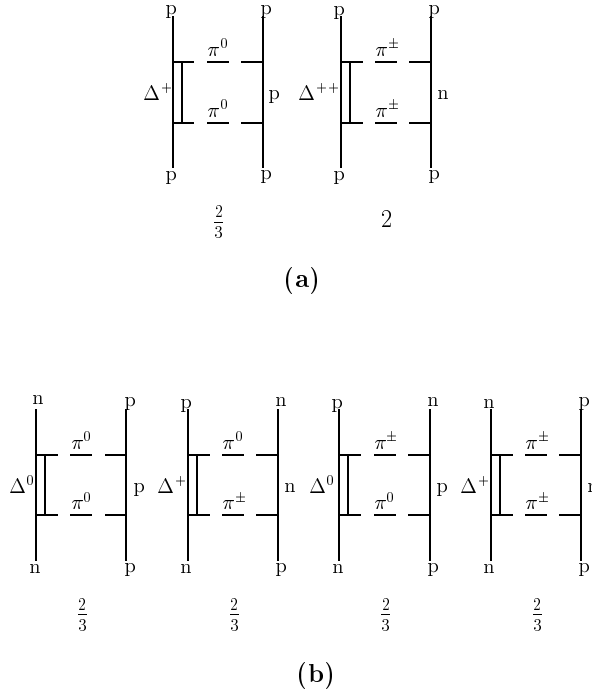 p p p p
π⁰ π±
Δ⁺ p Δ⁺⁺ n
π⁰ π±
p p p p
2/3 2
(a)
n p p n p n n p
π⁰ π⁰ π± π±
Δ⁰ p Δ⁺ n Δ⁰ p Δ⁺
π⁰ π± π⁰ π±
n p n p n p n p
2/3 2/3 2/3 2/3
(b)